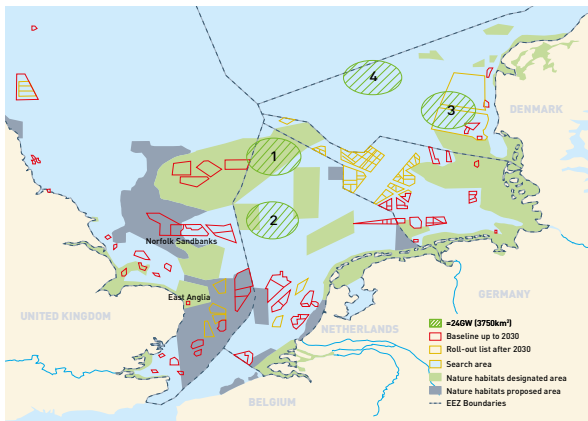 4
3
DENMARK
1
2
Norfolk Sandbanks
East Anglia
UNITED KINGDOM
GERMANY
NETHERLANDS
BELGIUM
=24GW (3750km²)
Baseline up to 2030
Roll-out list after 2030
Search area
Nature habitats designated area
Nature habitats proposed area
EEZ Boundaries